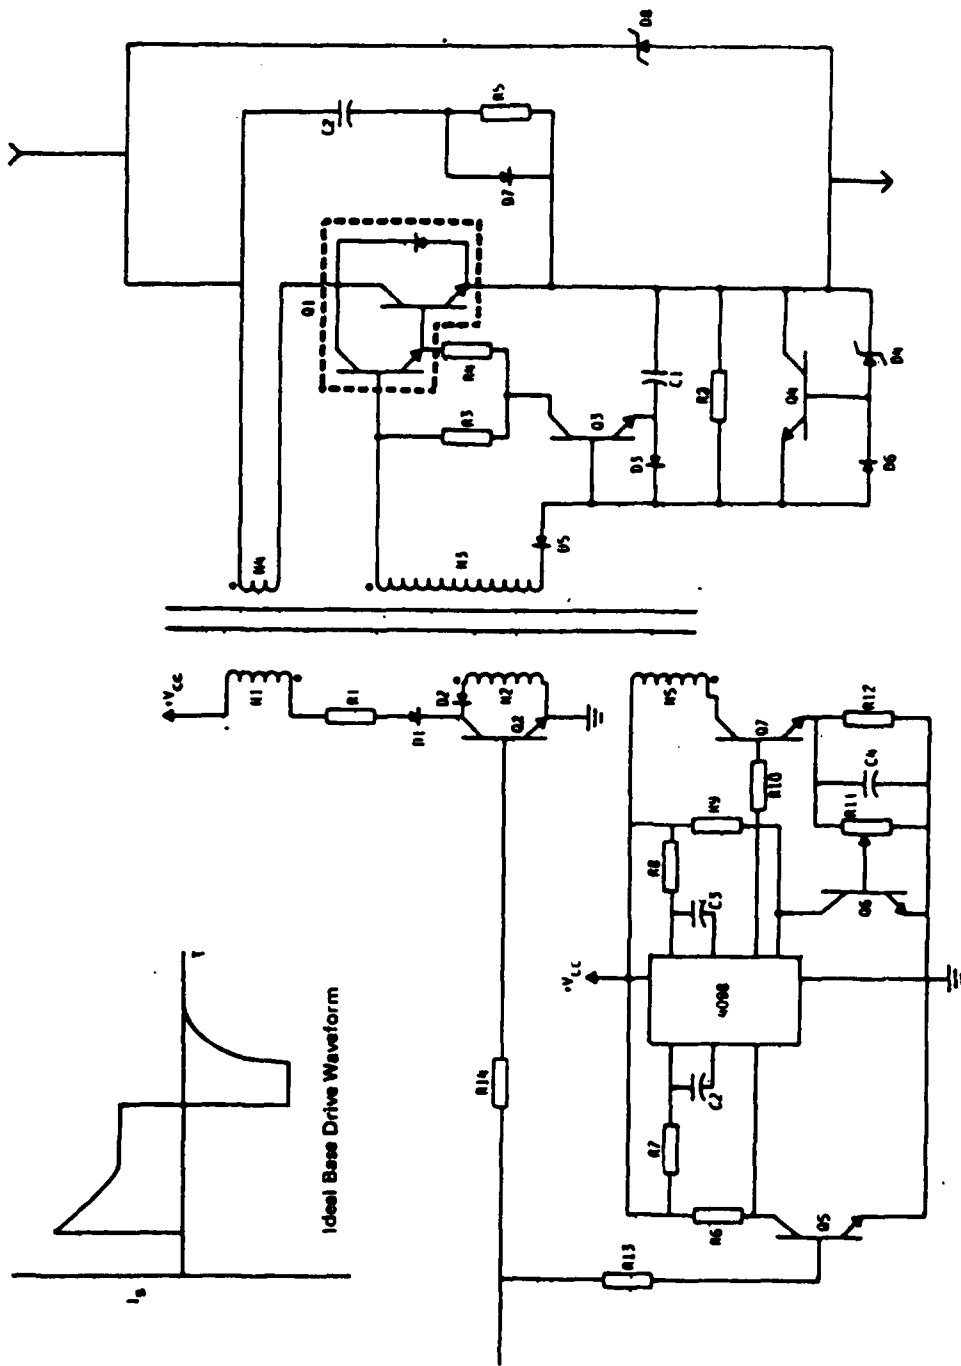 I_B
T
Ideal Base Drive Waveform
+V_CC
N1
R1
D1
D2
N2
Q2
R14
R13
N4
N3
Q1
R3
R4
Q3
D5
D3
C1
R2
Q4
D4
D6
C2
R5
D7
D8
+V_CC
4098
R7
C2
R6
Q5
R8
C3
R9
R10
Q7
N5
Q6
R11
C4
R12